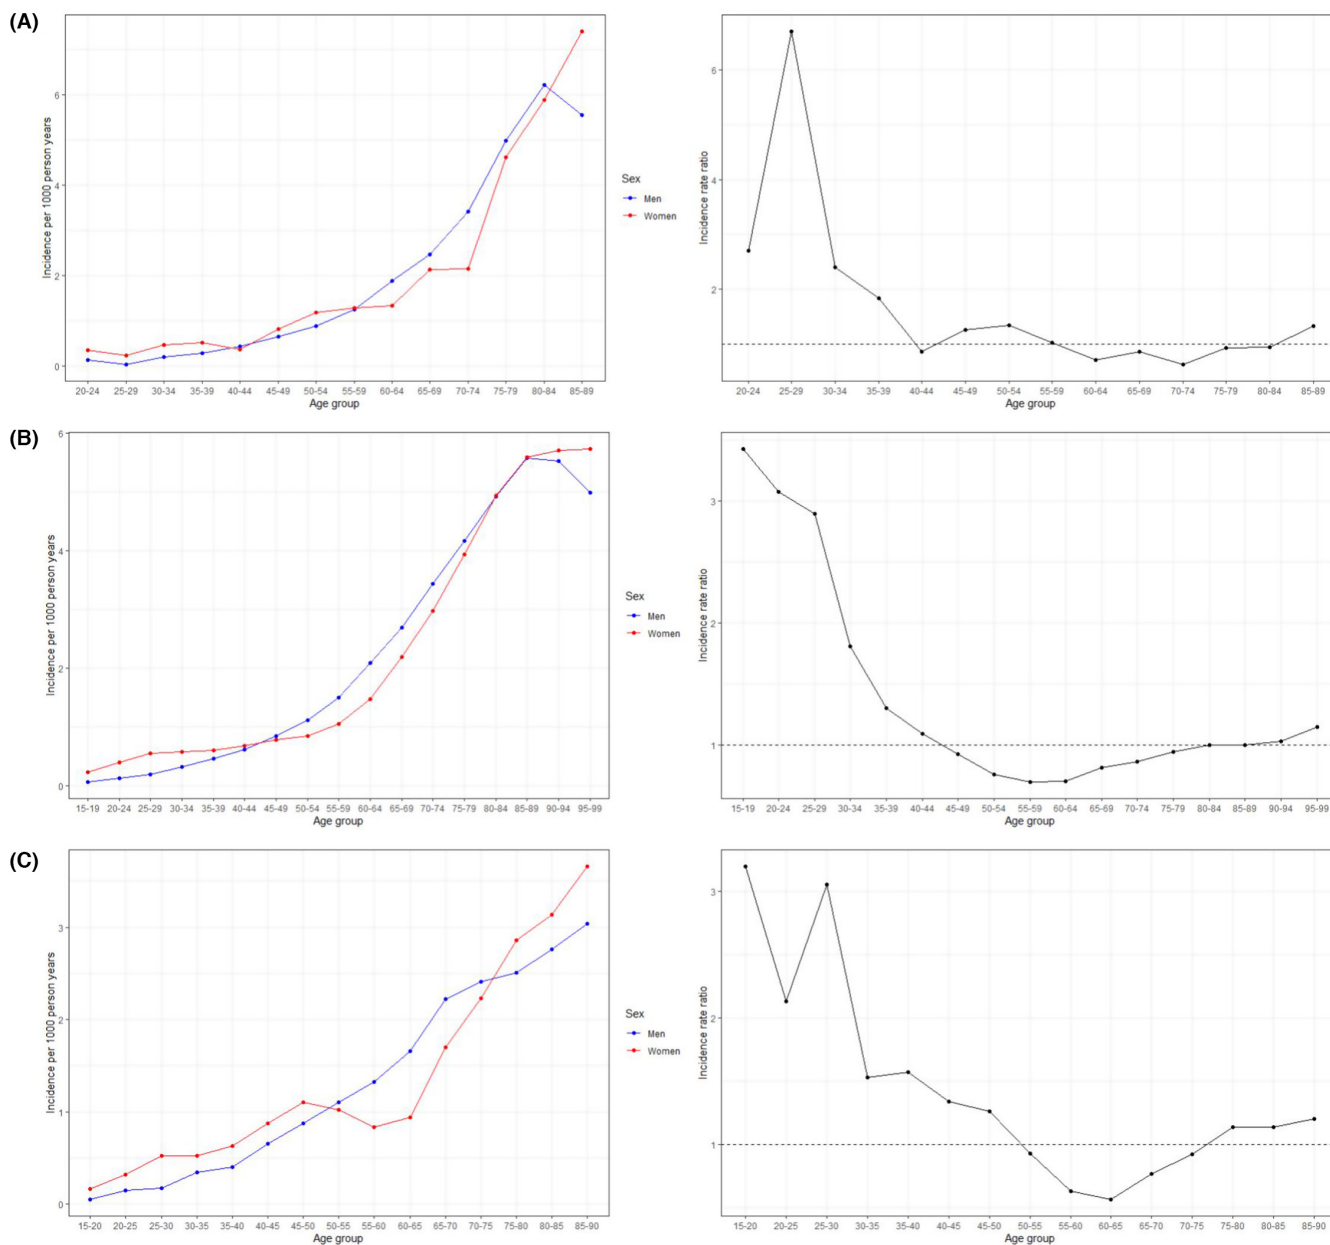 (A)
Incidence per 1000 person years
6
4
2
0
20-24 25-29 30-34 35-39 40-44 45-49 50-54 55-59 60-64 65-69 70-74 75-79 80-84 85-89
Age group
Sex
Men
Women
Incidence rate ratio
6
4
2
20-24 25-29 30-34 35-39 40-44 45-49 50-54 55-59 60-64 65-69 70-74 75-79 80-84 85-89
Age group
(B)
Incidence per 1000 person years
6
4
2
0
15-19 20-24 25-29 30-34 35-39 40-44 45-49 50-54 55-59 60-64 65-69 70-74 75-79 80-84 85-89 90-94 95-99
Age group
Sex
Men
Women
Incidence rate ratio
3
2
1
15-19 20-24 25-29 30-34 35-39 40-44 45-49 50-54 55-59 60-64 65-69 70-74 75-79 80-84 85-89 90-94 95-99
Age group
(C)
Incidence per 1000 person years
3
2
1
0
15-20 20-25 25-30 30-35 35-40 40-45 45-50 50-55 55-60 60-65 65-70 70-75 75-80 80-85 85-90
Age group
Sex
Men
Women
Incidence rate ratio
3
2
1
15-20 20-25 25-30 30-35 35-40 40-45 45-50 50-55 55-60 60-65 65-70 70-75 75-80 80-85 85-90
Age group